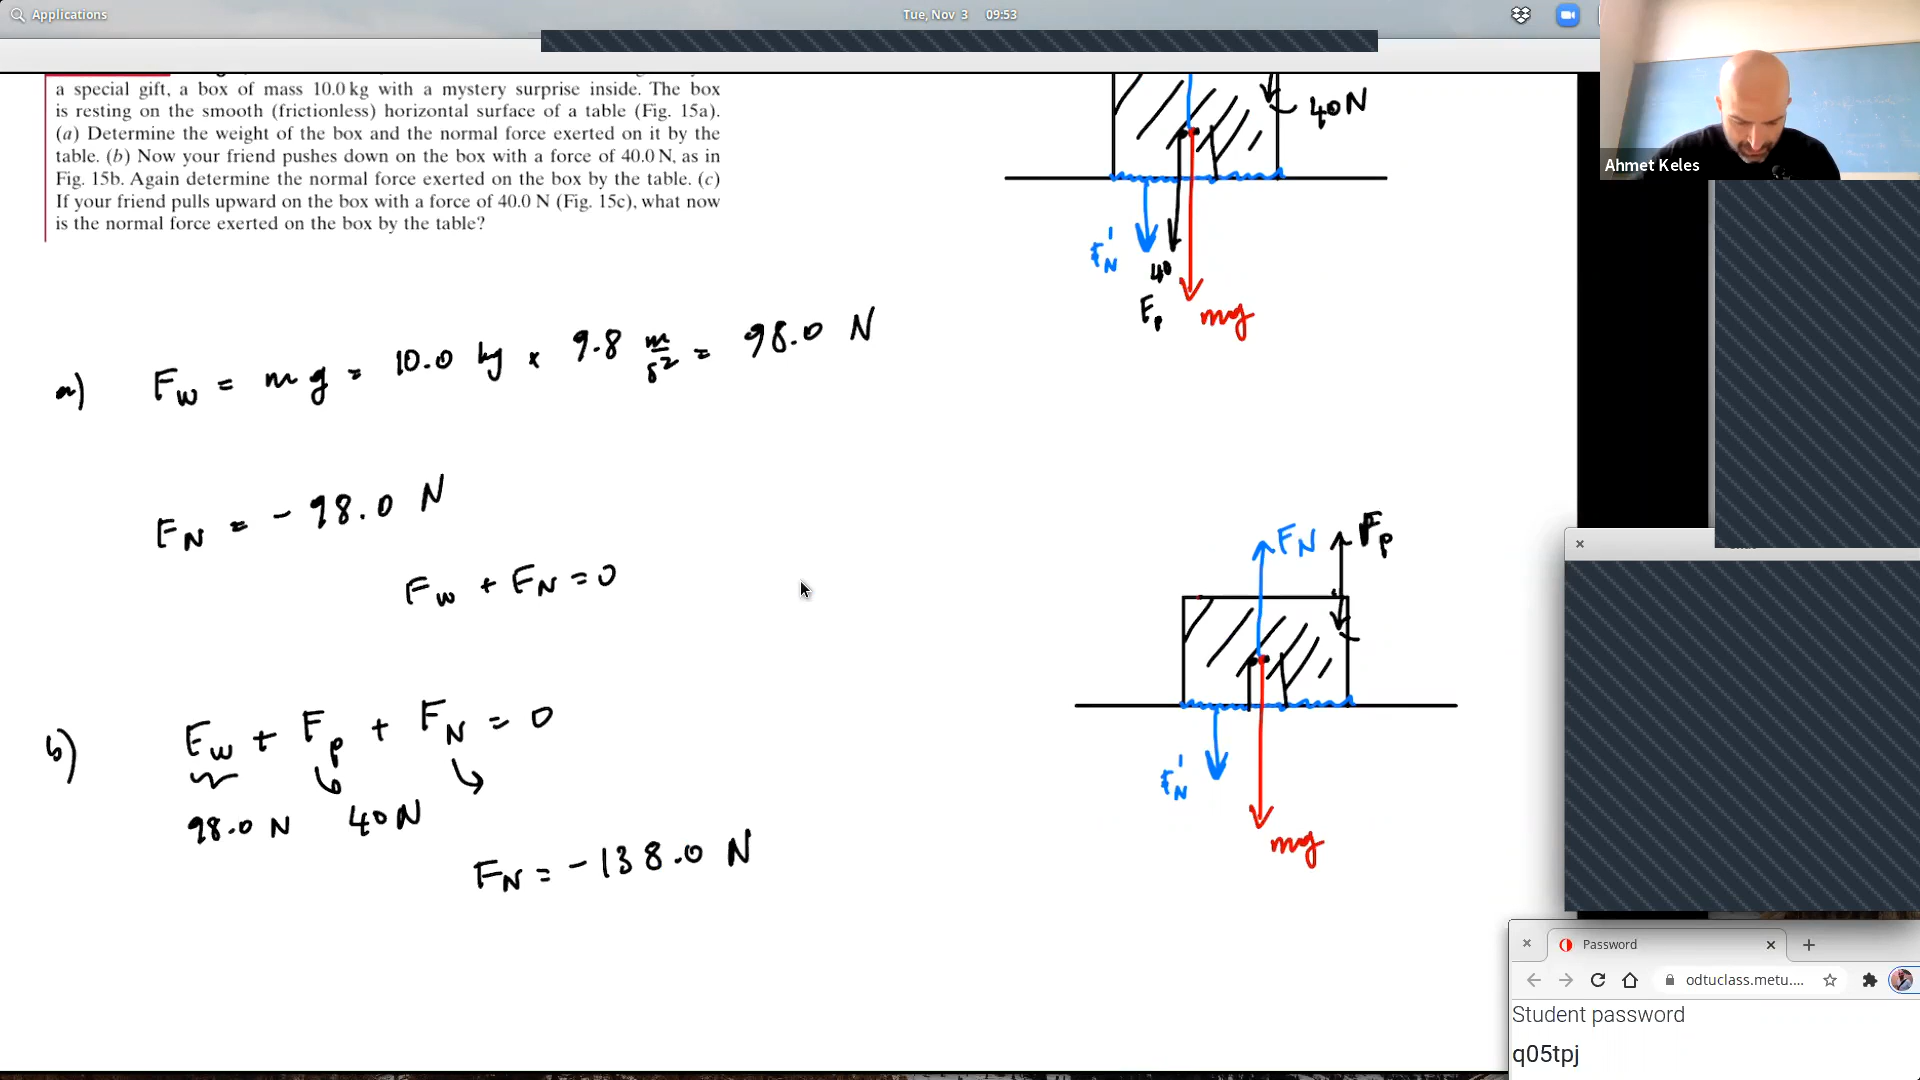 Applications
Tue, Nov 3 09:53
a special gift, a box of mass 10.0 kg with a mystery surprise inside. The box
is resting on the smooth (frictionless) horizontal surface of a table (Fig. 15a).
(a) Determine the weight of the box and the normal force exerted on it by the
table. (b) Now your friend pushes down on the box with a force of 40.0 N, as in
Fig. 15b. Again determine the normal force exerted on the box by the table. (c)
If your friend pulls upward on the box with a force of 40.0 N (Fig. 15c), what now
is the normal force exerted on the box by the table?
40N
F'N
40
Fp
mg
a) Fw = mg = 10.0 kg × 9.8 m/s² = 98.0 N
FN = -98.0 N
Fw + FN = 0
b) Fw + Fp + FN = 0
98.0 N 40N
FN = -138.0 N
FN Fp
F'N
mg
Ahmet Keles
Password
odtuclass.metu....
Student password
q05tpj